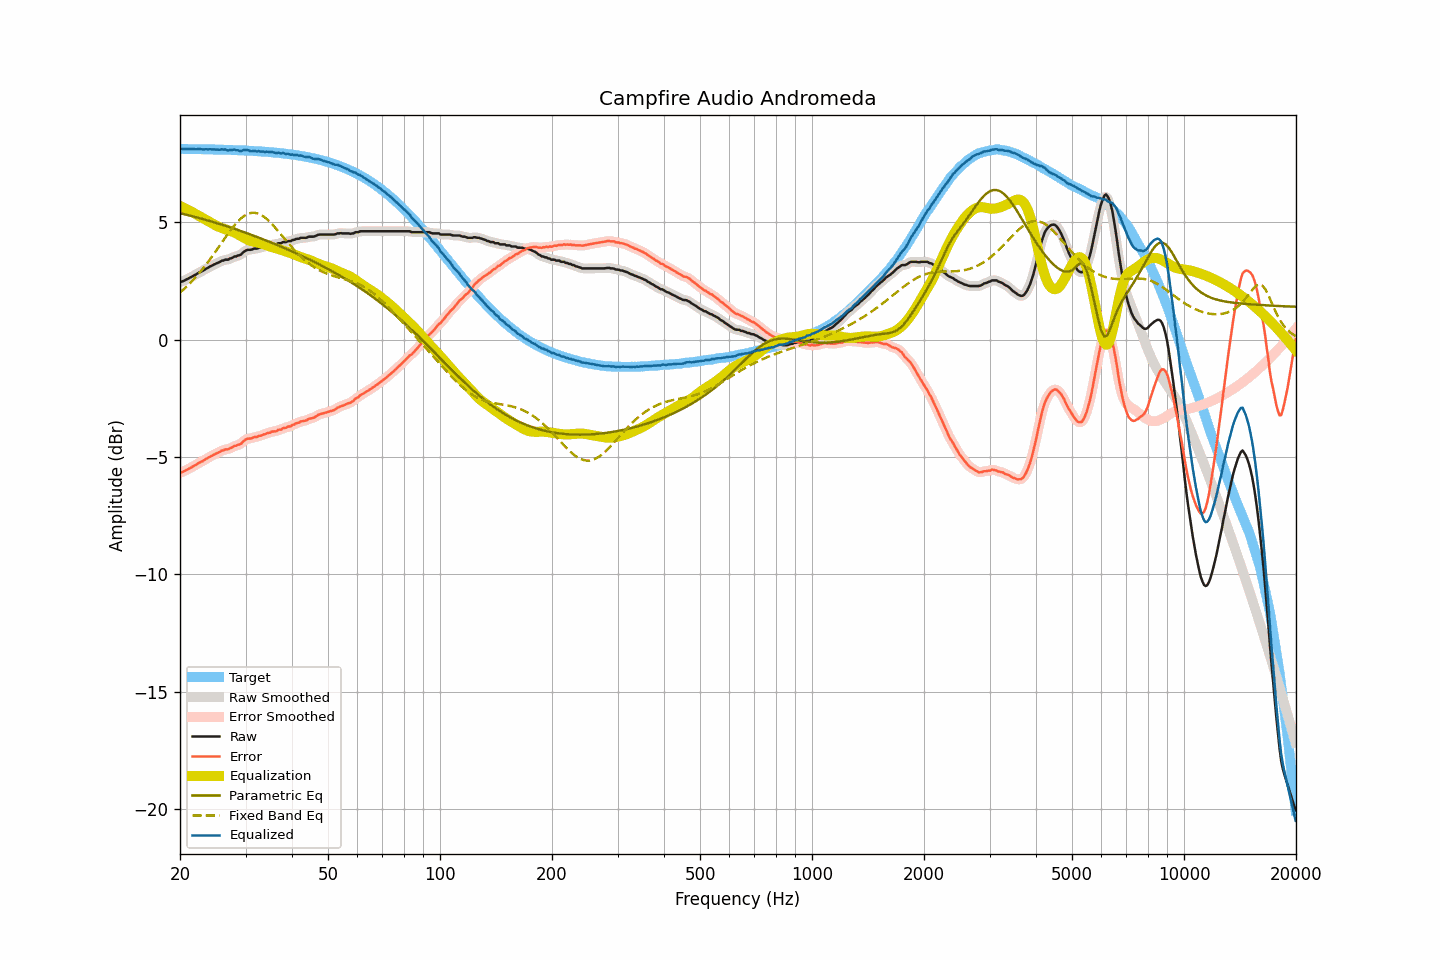 Campfire Audio Andromeda
Amplitude (dBr)
5
0
−5
−10
−15
−20
Target
Raw Smoothed
Error Smoothed
Raw
Error
Equalization
Parametric Eq
Fixed Band Eq
Equalized
20 50 100 200 500 1000 2000 5000 10000 20000
Frequency (Hz)